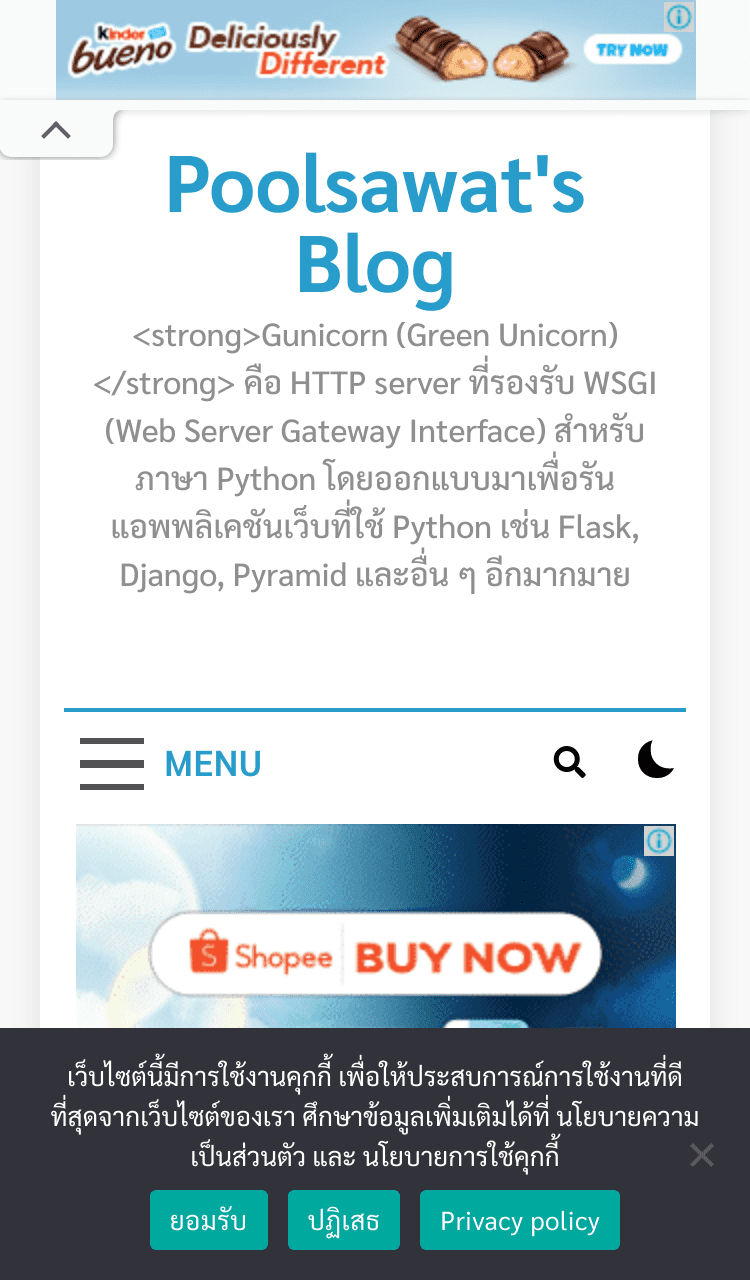 kinder
bueno
Deliciously
Different
TRY NOW
Poolsawat's
Blog
<strong>Gunicorn (Green Unicorn)
</strong> คือ HTTP server ที่รองรับ WSGI
(Web Server Gateway Interface) สำหรับ
ภาษา Python โดยออกแบบมาเพื่อรัน
แอพพลิเคชันเว็บที่ใช้ Python เช่น Flask,
Django, Pyramid และอื่น ๆ อีกมากมาย
MENU
Shopee BUY NOW
เว็บไซต์นี้มีการใช้งานคุกกี้ เพื่อให้ประสบการณ์การใช้งานที่ดี
ที่สุดจากเว็บไซต์ของเรา ศึกษาข้อมูลเพิ่มเติมได้ที่ นโยบายความ
เป็นส่วนตัว และ นโยบายการใช้คุกกี้
ยอมรับ ปฏิเสธ Privacy policy